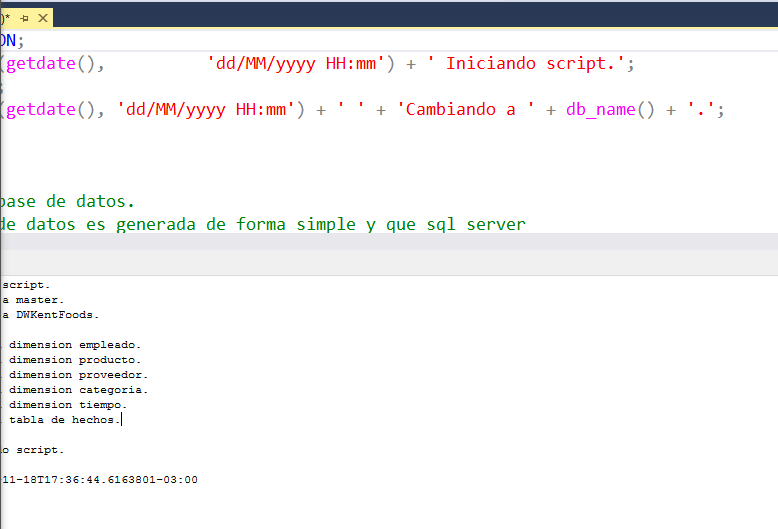 )*
ON;
(getdate(), 'dd/MM/yyyy HH:mm') + ' Iniciando script.';
;
(getdate(), 'dd/MM/yyyy HH:mm') + ' ' + 'Cambiando a ' + db_name() + '.';
base de datos.
de datos es generada de forma simple y que sql server
script.
a master.
a DWKentFoods.
dimension empleado.
dimension producto.
dimension proveedor.
dimension categoria.
dimension tiempo.
tabla de hechos.
o script.
11-18T17:36:44.6163801-03:00